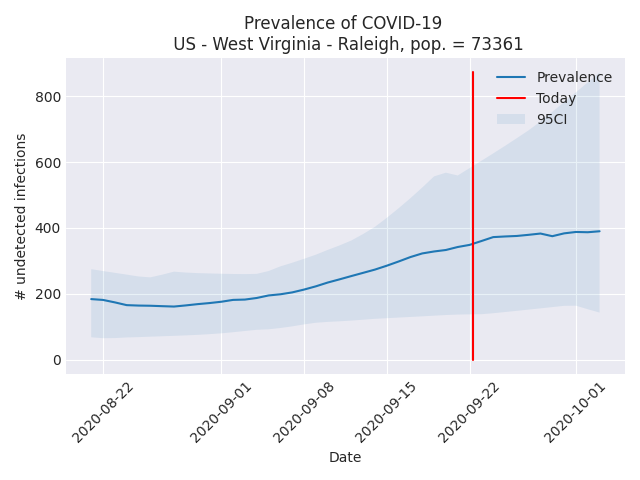 Prevalence of COVID-19
US - West Virginia - Raleigh, pop. = 73361
Prevalence
Today
95CI
800
600
400
200
0
# undetected infections
2020-08-22
2020-09-01
2020-09-08
2020-09-15
2020-09-22
2020-10-01
Date